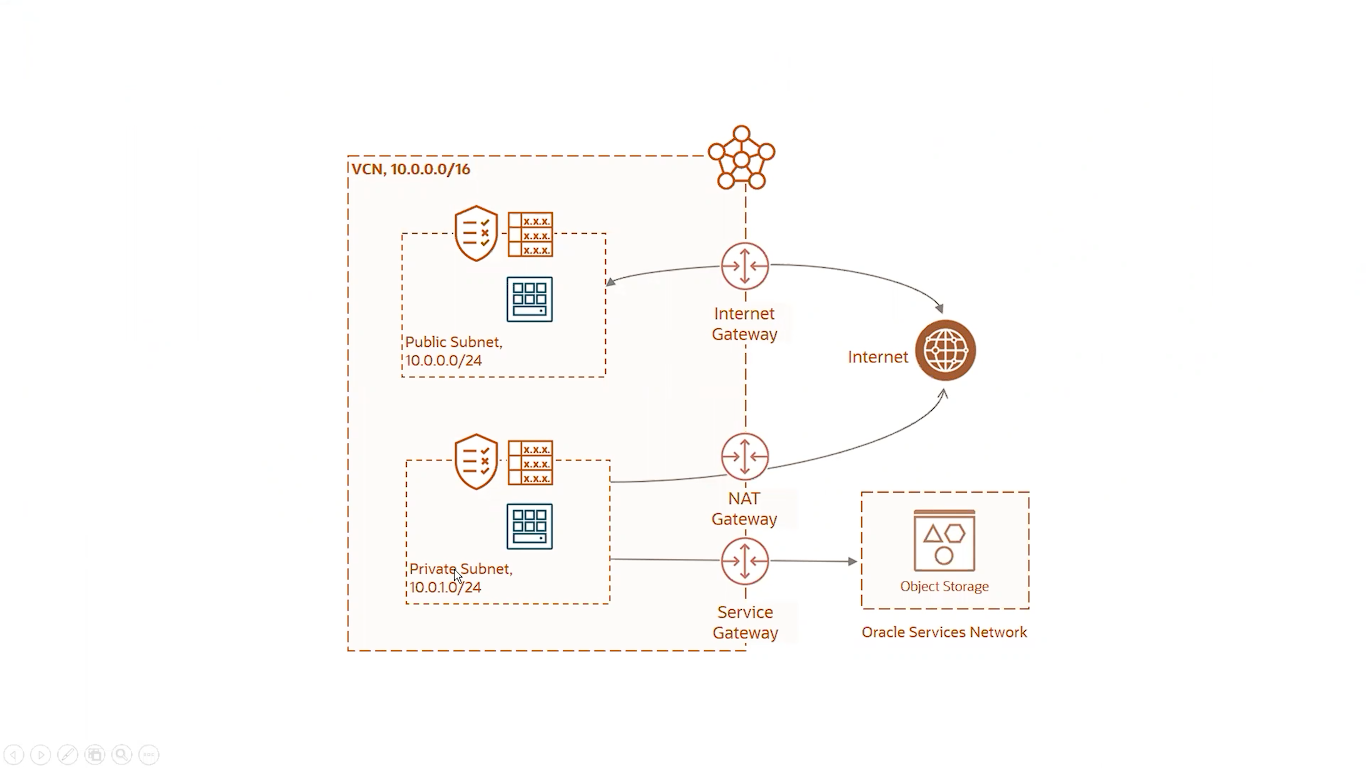 VCN, 10.0.0.0/16
x.x.x.
x.x.x.
x.x.x.
Public Subnet,
10.0.0.0/24
Internet
Gateway
Internet
x.x.x.
x.x.x.
x.x.x.
Private Subnet,
10.0.1.0/24
NAT
Gateway
Service
Gateway
Object Storage
Oracle Services Network